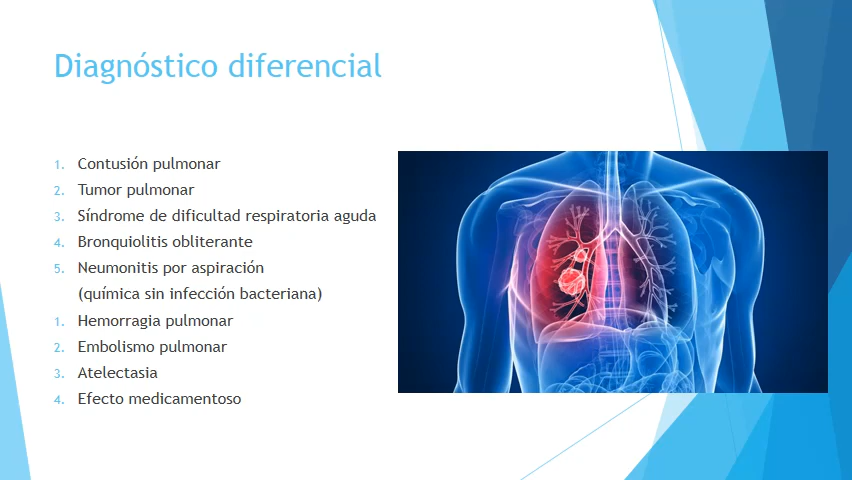 Diagnóstico diferencial
1. Contusión pulmonar
2. Tumor pulmonar
3. Síndrome de dificultad respiratoria aguda
4. Bronquiolitis obliterante
5. Neumonitis por aspiración
(química sin infección bacteriana)
1. Hemorragia pulmonar
2. Embolismo pulmonar
3. Atelectasia
4. Efecto medicamentoso